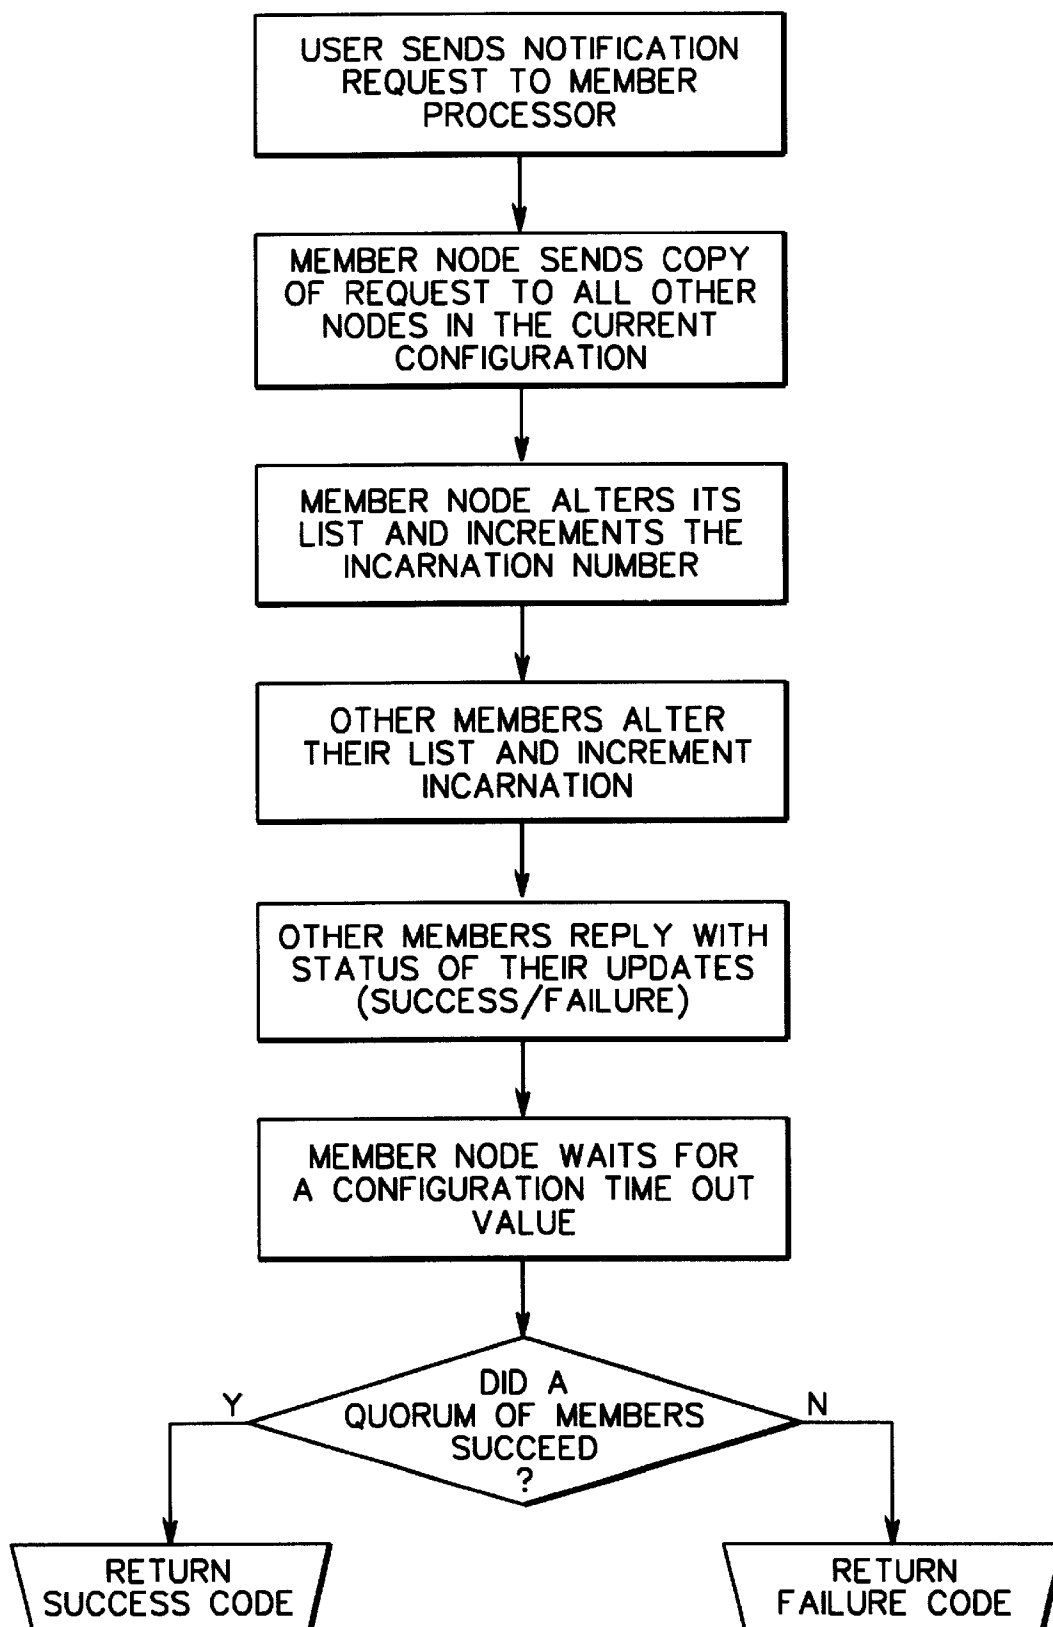 USER SENDS NOTIFICATION
REQUEST TO MEMBER
PROCESSOR
MEMBER NODE SENDS COPY
OF REQUEST TO ALL OTHER
NODES IN THE CURRENT
CONFIGURATION
MEMBER NODE ALTERS ITS
LIST AND INCREMENTS THE
INCARNATION NUMBER
OTHER MEMBERS ALTER
THEIR LIST AND INCREMENT
INCARNATION
OTHER MEMBERS REPLY WITH
STATUS OF THEIR UPDATES
(SUCCESS/FAILURE)
MEMBER NODE WAITS FOR
A CONFIGURATION TIME OUT
VALUE
DID A
QUORUM OF MEMBERS
SUCCEED
?
Y
N
RETURN
SUCCESS CODE
RETURN
FAILURE CODE